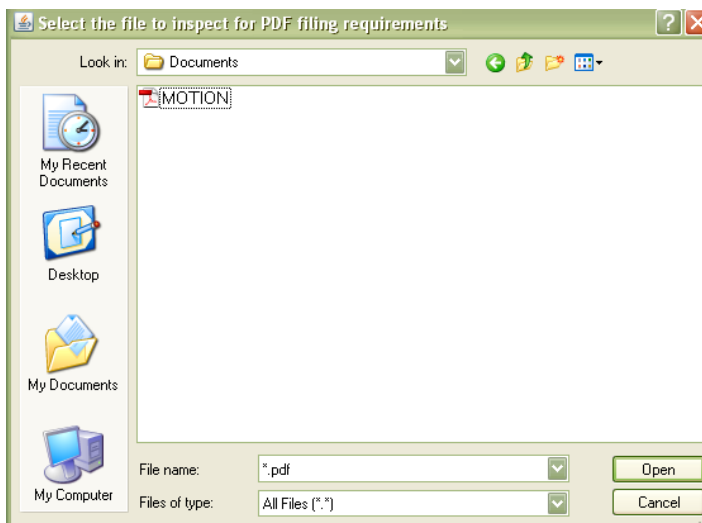 Select the file to inspect for PDF filing requirements
Look in:
Documents
MOTION
My Recent
Documents
Desktop
My Documents
My Computer
File name:
*.pdf
Open
Files of type:
All Files (*.*)
Cancel